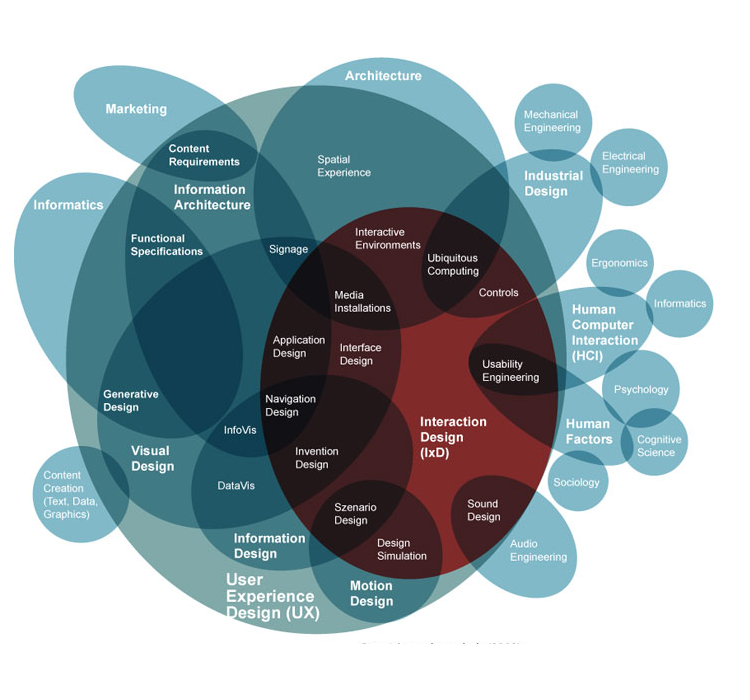 Architecture
Marketing
Mechanical
Engineering
Content
Requirements
Spatial
Experience
Electrical
Engineering
Industrial
Design
Information
Architecture
Informatics
Functional
Specifications
Interactive
Environments
Signage
Ubiquitous
Computing
Ergonomics
Controls
Media
Installations
Informatics
Human
Computer
Interaction
(HCI)
Application
Design
Interface
Design
Usability
Engineering
Psychology
Generative
Design
Navigation
Design
InfoVis
Interaction
Design
(IxD)
Human
Factors
Cognitive
Science
Visual
Design
Invention
Design
Content
Creation
(Text, Data,
Graphics)
DataVis
Sociology
Szenario
Design
Sound
Design
Information
Design
Design
Simulation
Audio
Engineering
User
Experience
Design (UX)
Motion
Design